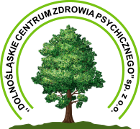 "DOLNOŚLĄSKIE CENTRUM ZDROWIA PSYCHICZNEGO" sp. z o.o.